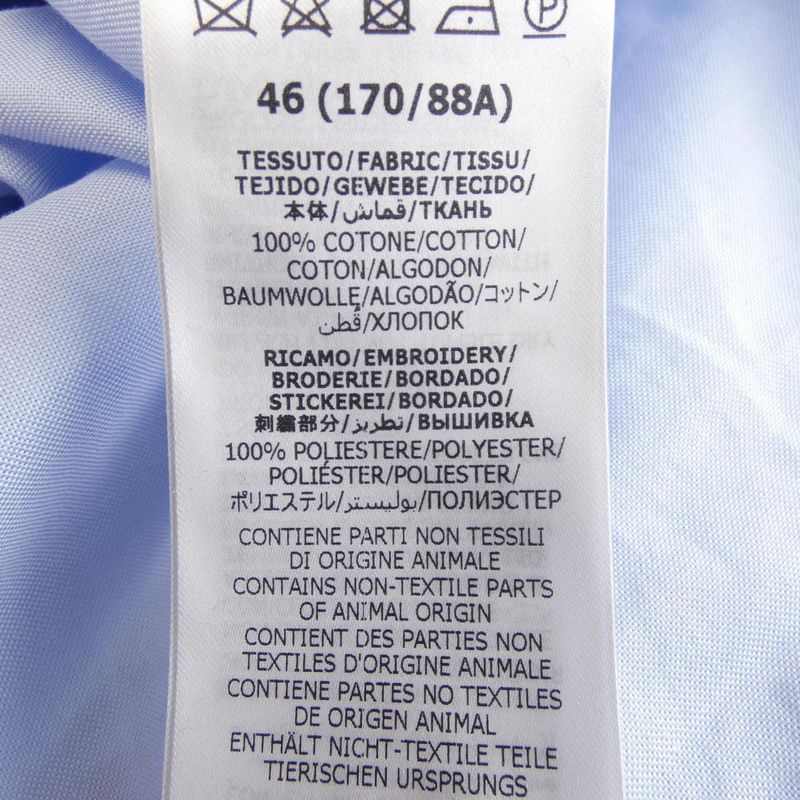 P
46 (170/88A)
TESSUTO/FABRIC/TISSU/
TEJIDO/GEWEBE/TECIDO/
本体/قماش/ТКАНЬ
100% COTONE/COTTON/
COTON/ALGODON/
BAUMWOLLE/ALGODÃO/コットン/
قُطن/ХЛОПОК
RICAMO/EMBROIDERY/
BRODERIE/BORDADO/
STICKEREI/BORDADO/
刺繍部分/تطريز/ВЫШИВКА
100% POLIESTERE/POLYESTER/
POLIÉSTER/POLIESTER/
ポリエステル/بوليستر/ПОЛИЭСТЕР
CONTIENE PARTI NON TESSILI
DI ORIGINE ANIMALE
CONTAINS NON-TEXTILE PARTS
OF ANIMAL ORIGIN
CONTIENT DES PARTIES NON
TEXTILES D'ORIGINE ANIMALE
CONTIENE PARTES NO TEXTILES
DE ORIGEN ANIMAL
ENTHÄLT NICHT-TEXTILE TEILE
TIERISCHEN URSPRUNGS